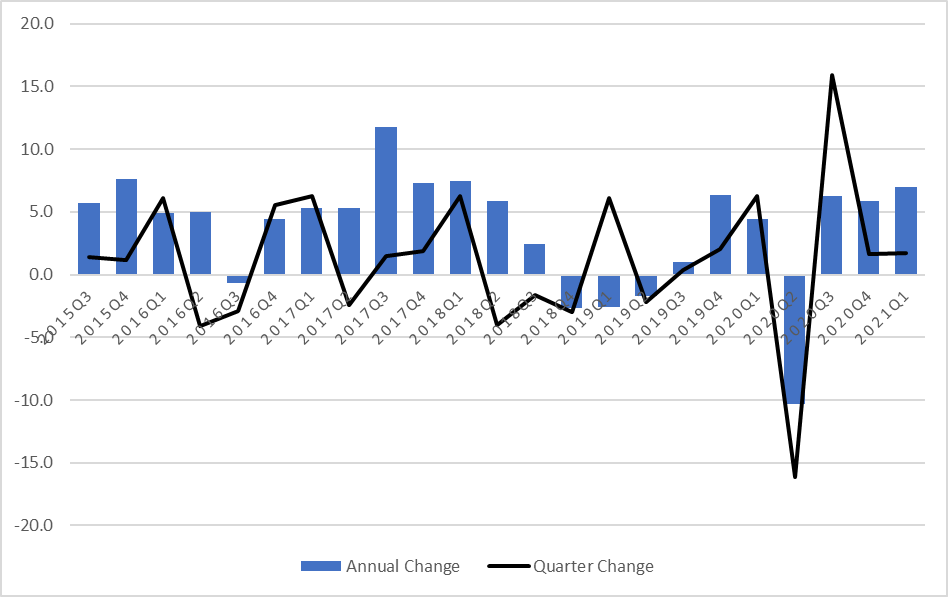 20.0
15.0
10.0
5.0
0.0
-5.0
-10.0
-15.0
-20.0
2015Q3
2015Q4
2016Q1
2016Q2
2016Q3
2016Q4
2017Q1
2017Q2
2017Q3
2017Q4
2018Q1
2018Q2
2018Q3
2018Q4
2019Q1
2019Q2
2019Q3
2019Q4
2020Q1
2020Q2
2020Q3
2020Q4
2021Q1
Annual Change Quarter Change